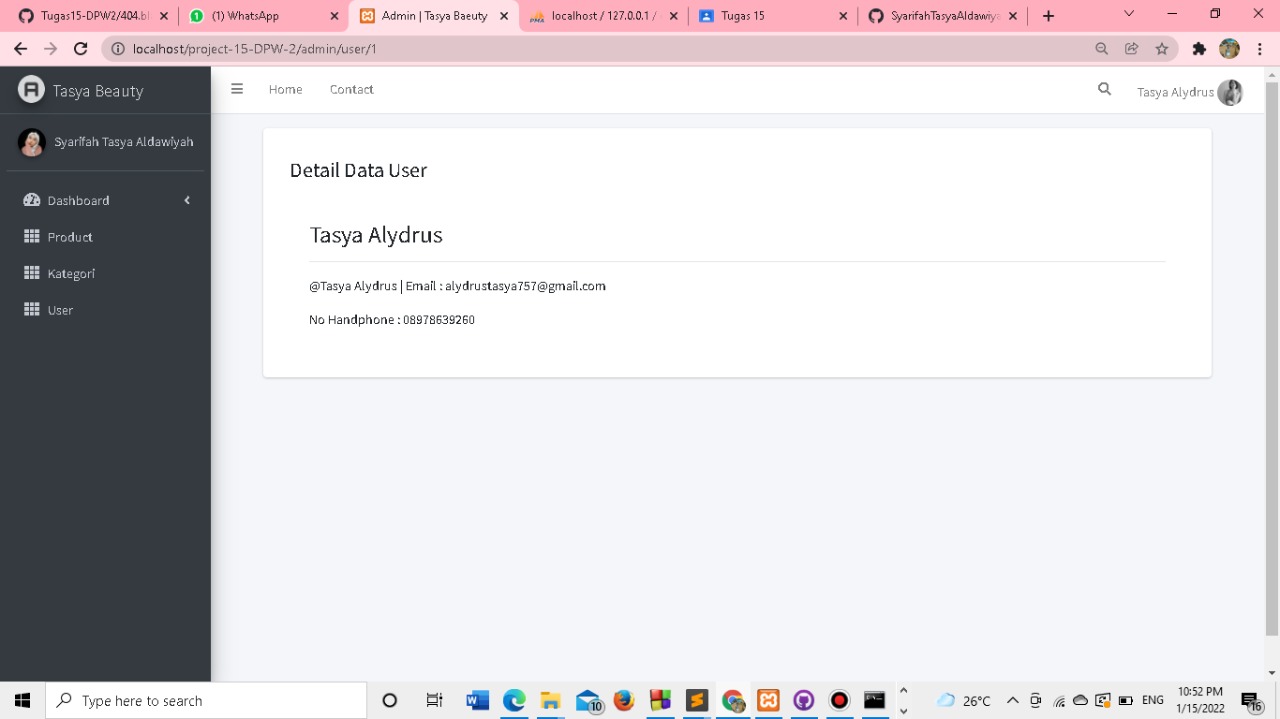 Tugas15-DPW2/404.bl
(1) WhatsApp
Admin | Tasya Baeuty
localhost / 127.0.0.1 /
Tugas 15
SyarifahTasyaAldawiya
localhost/project-15-DPW-2/admin/user/1
Tasya Beauty
Home
Contact
Tasya Alydrus
Syarifah Tasya Aldawiyah
Dashboard
Product
Kategori
User
Detail Data User
Tasya Alydrus
@Tasya Alydrus | Email : alydrustasya757@gmail.com
No Handphone : 08978639260
Type here to search
10
26°C
ENG
10:52 PM
1/15/2022
16